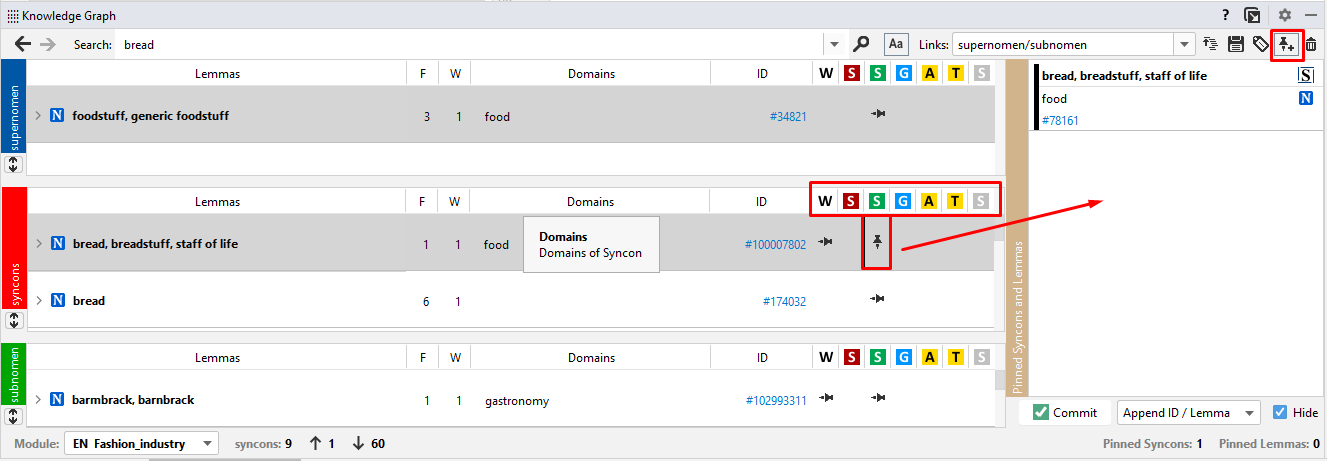 Knowledge Graph ?
Search: bread Aa Links: supernomen/subnomen
supernomen
Lemmas F W Domains ID W S S G A T S
N foodstuff, generic foodstuff 3 1 food #34821
syncons
Lemmas F W Domains ID W S S G A T S
N bread, breadstuff, staff of life 1 1 food #100007802
Domains
Domains of Syncon
N bread 6 1 #174032
subnomen
Lemmas F W Domains ID W S S G A T S
N barmbrack, barnbrack 1 1 gastronomy #102993311
Pinned Syncons and Lemmas
bread, breadstuff, staff of life S
food N
#78161
Commit Append ID / Lemma Hide
Module: EN Fashion_industry syncons: 9 1 60 Pinned Syncons: 1 Pinned Lemmas: 0